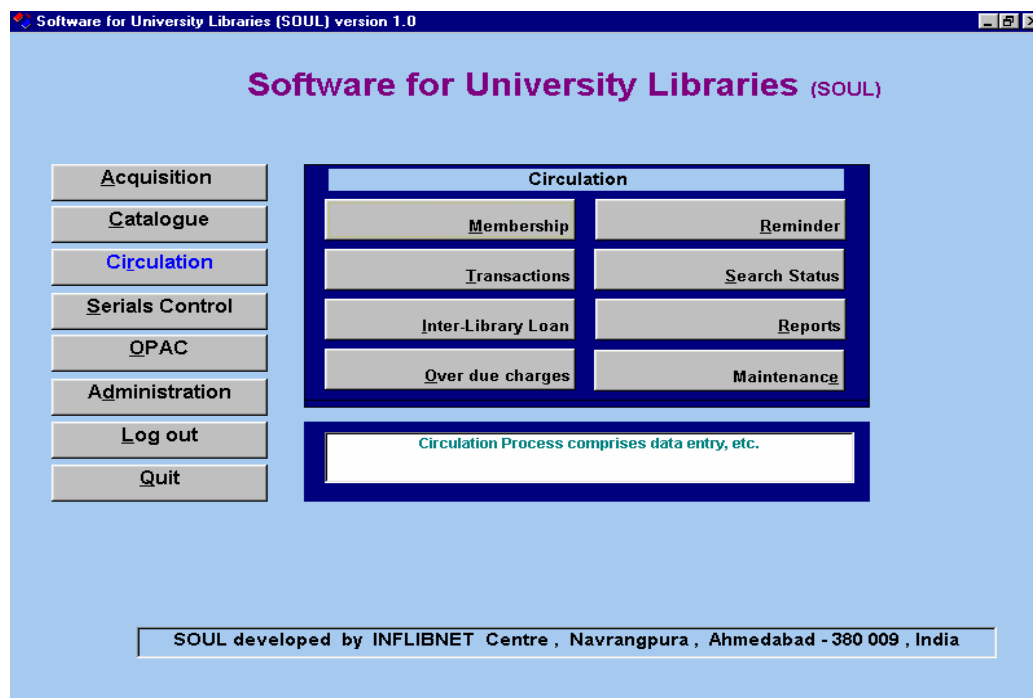 Software for University Libraries (SOUL) version 1.0
Software for University Libraries (SOUL)
Acquisition
Catalogue
Circulation
Serials Control
OPAC
Administration
Log out
Quit
Circulation
Membership
Reminder
Transactions
Search Status
Inter-Library Loan
Reports
Over due charges
Maintenance
Circulation Process comprises data entry, etc.
SOUL developed by INFLIBNET Centre , Navrangpura , Ahmedabad - 380 009 , India